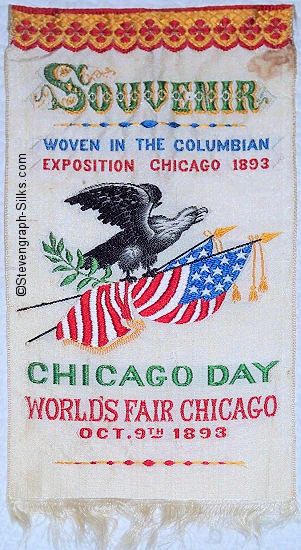 SOUVENIR
WOVEN IN THE COLUMBIAN
EXPOSITION CHICAGO 1893
©Stevengraph-Silks.com
CHICAGO DAY
WORLD'S FAIR CHICAGO
OCT. 9TH 1893